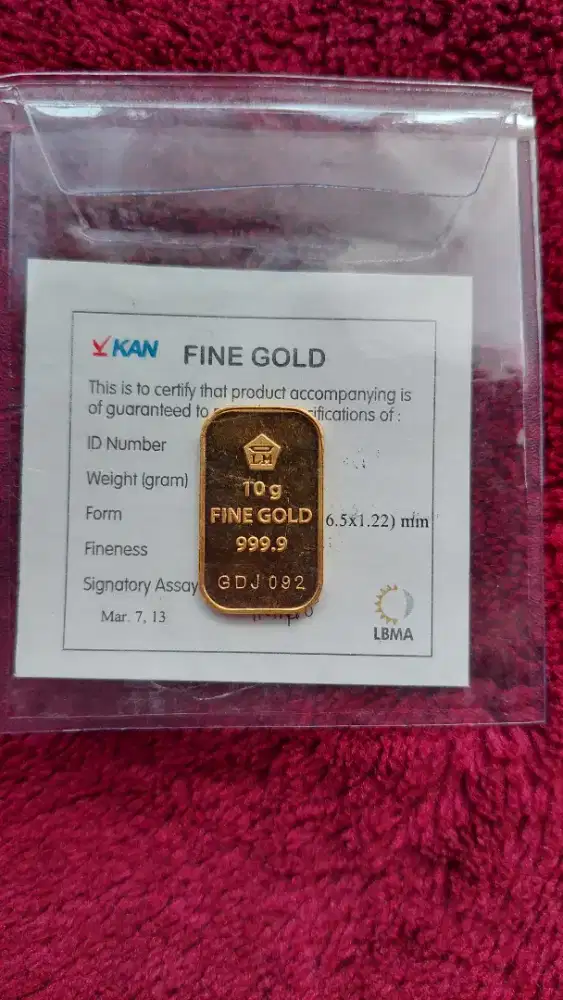 KAN FINE GOLD
This is to certify that product accompanying is
of guaranteed to
ID Number
Weight (gram)
Form 6.5x1.22) mm
Fineness
Signatory Assay
Mar. 7, 13
LBMA
LM
10 g
FINE GOLD
999.9
GDJ 092